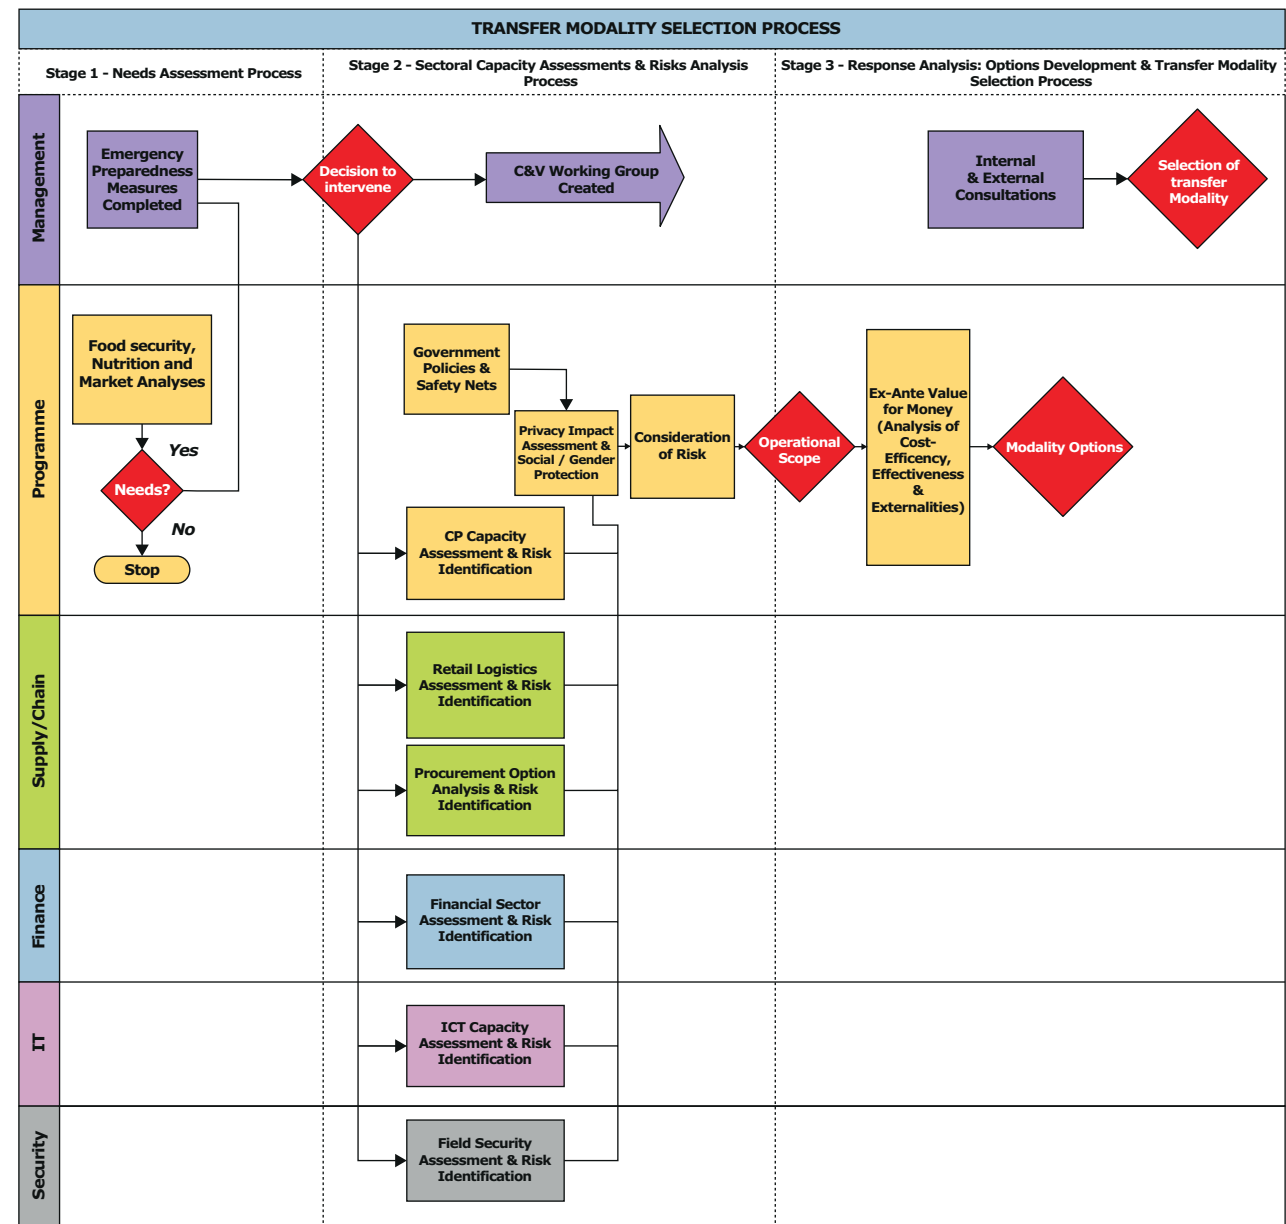 TRANSFER MODALITY SELECTION PROCESS
Stage 1 - Needs Assessment Process
Stage 2 - Sectoral Capacity Assessments & Risks Analysis
Process
Stage 3 - Response Analysis: Options Development & Transfer Modality
Selection Process
Management
Emergency
Preparedness
Measures
Completed
Decision to
intervene
C&V Working Group
Created
Internal
& External
Consultations
Selection of
transfer
Modality
Programme
Food security,
Nutrition and
Market Analyses
Yes
Needs?
No
Stop
Government
Policies &
Safety Nets
Privacy Impact
Assessment &
Social / Gender
Protection
Consideration
of Risk
Operational
Scope
Ex-Ante Value
for Money
(Analysis of
Cost-
Efficency,
Effectiveness
&
Externalities)
Modality Options
CP Capacity
Assessment & Risk
Identification
Supply/Chain
Retail Logistics
Assessment & Risk
Identification
Procurement Option
Analysis & Risk
Identification
Finance
Financial Sector
Assessment & Risk
Identification
IT
ICT Capacity
Assessment & Risk
Identification
Security
Field Security
Assessment & Risk
Identification